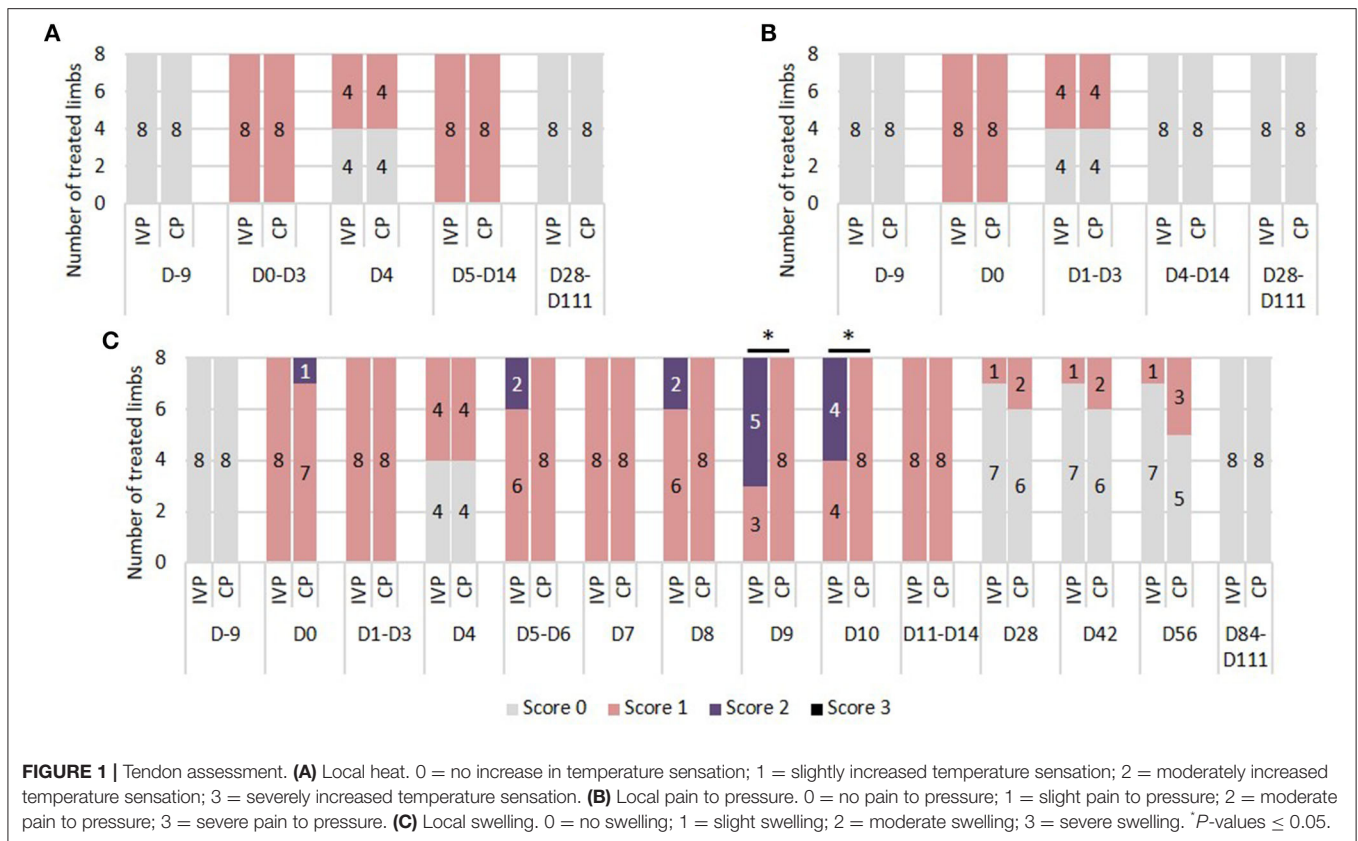 A
Number of treated limbs
8
6
4
2
0
8 8 8 8 4 4 8 8 8 8
4 4
IVP CP IVP CP IVP CP IVP CP IVP CP
D-9 D0-D3 D4 D5-D14 D28-
D111
B
Number of treated limbs
8
6
4
2
0
8 8 8 8 4 4 8 8 8 8
4 4
IVP CP IVP CP IVP CP IVP CP IVP CP
D-9 D0 D1-D3 D4-D14 D28-
D111
C
* *
Number of treated limbs
8
6
4
2
0
1 2 2 5 4 1 2 1 2 1 3
8 8 8 7 8 8 4 4 6 8 8 8 6 8 3 8 4 8 8 8 7 6 7 6 7 5 8 8
4 4
IVP CP IVP CP IVP CP IVP CP IVP CP IVP CP IVP CP IVP CP IVP CP IVP CP IVP CP IVP CP IVP CP IVP CP
D-9 D0 D1-D3 D4 D5-D6 D7 D8 D9 D10 D11-D14 D28 D42 D56 D84-
D111
Score 0 Score 1 Score 2 Score 3
FIGURE 1 | Tendon assessment. (A) Local heat. 0 = no increase in temperature sensation; 1 = slightly increased temperature sensation; 2 = moderately increased
temperature sensation; 3 = severely increased temperature sensation. (B) Local pain to pressure. 0 = no pain to pressure; 1 = slight pain to pressure; 2 = moderate
pain to pressure; 3 = severe pain to pressure. (C) Local swelling. 0 = no swelling; 1 = slight swelling; 2 = moderate swelling; 3 = severe swelling. *P-values ≤ 0.05.